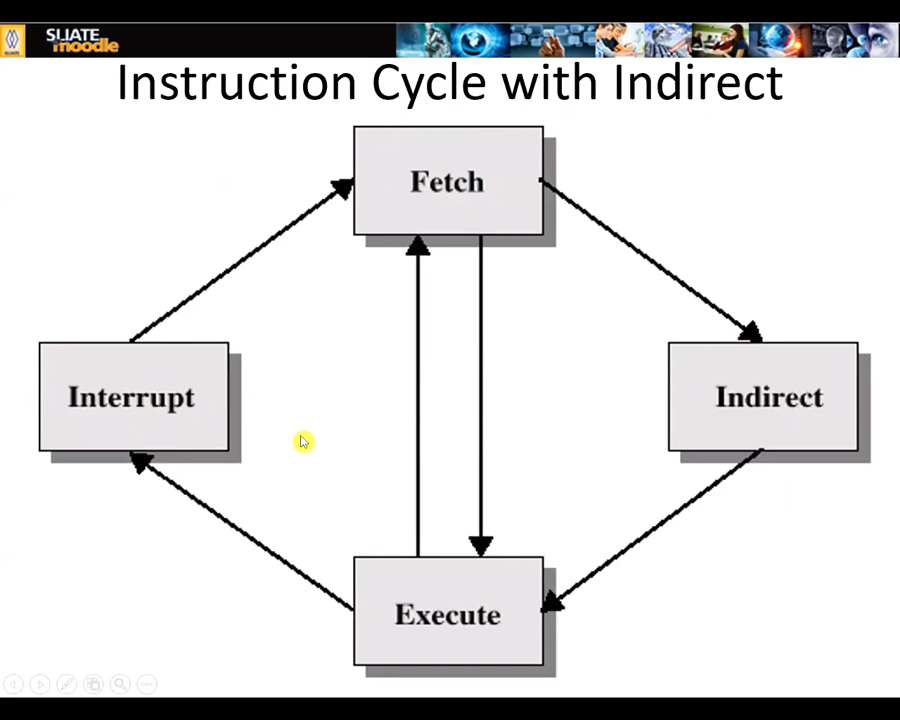 SLIATE
moodle
Instruction Cycle with Indirect
Fetch
Interrupt
Indirect
Execute